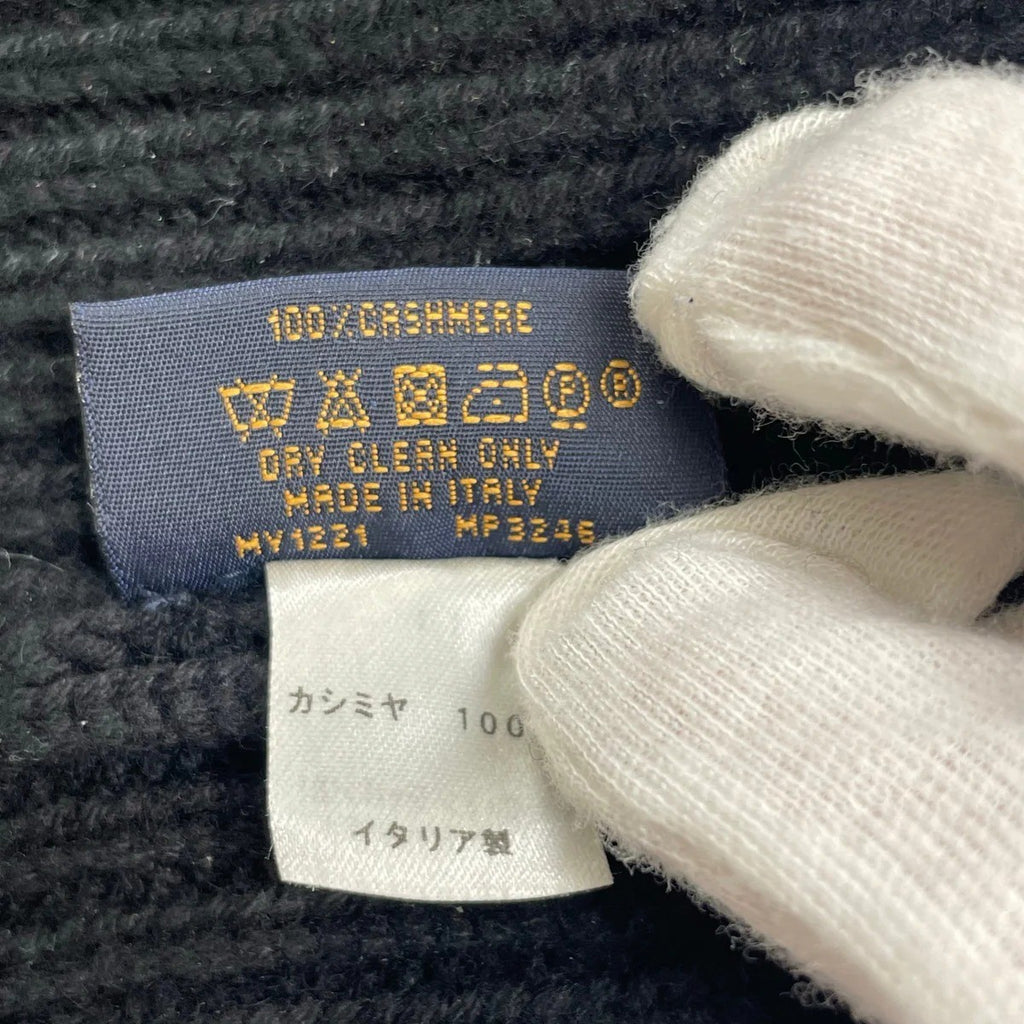 100%CASHMERE
P R
DRY CLEAN ONLY
MADE IN ITALY
MY1221 MP3246
カシミヤ 100
イタリア製